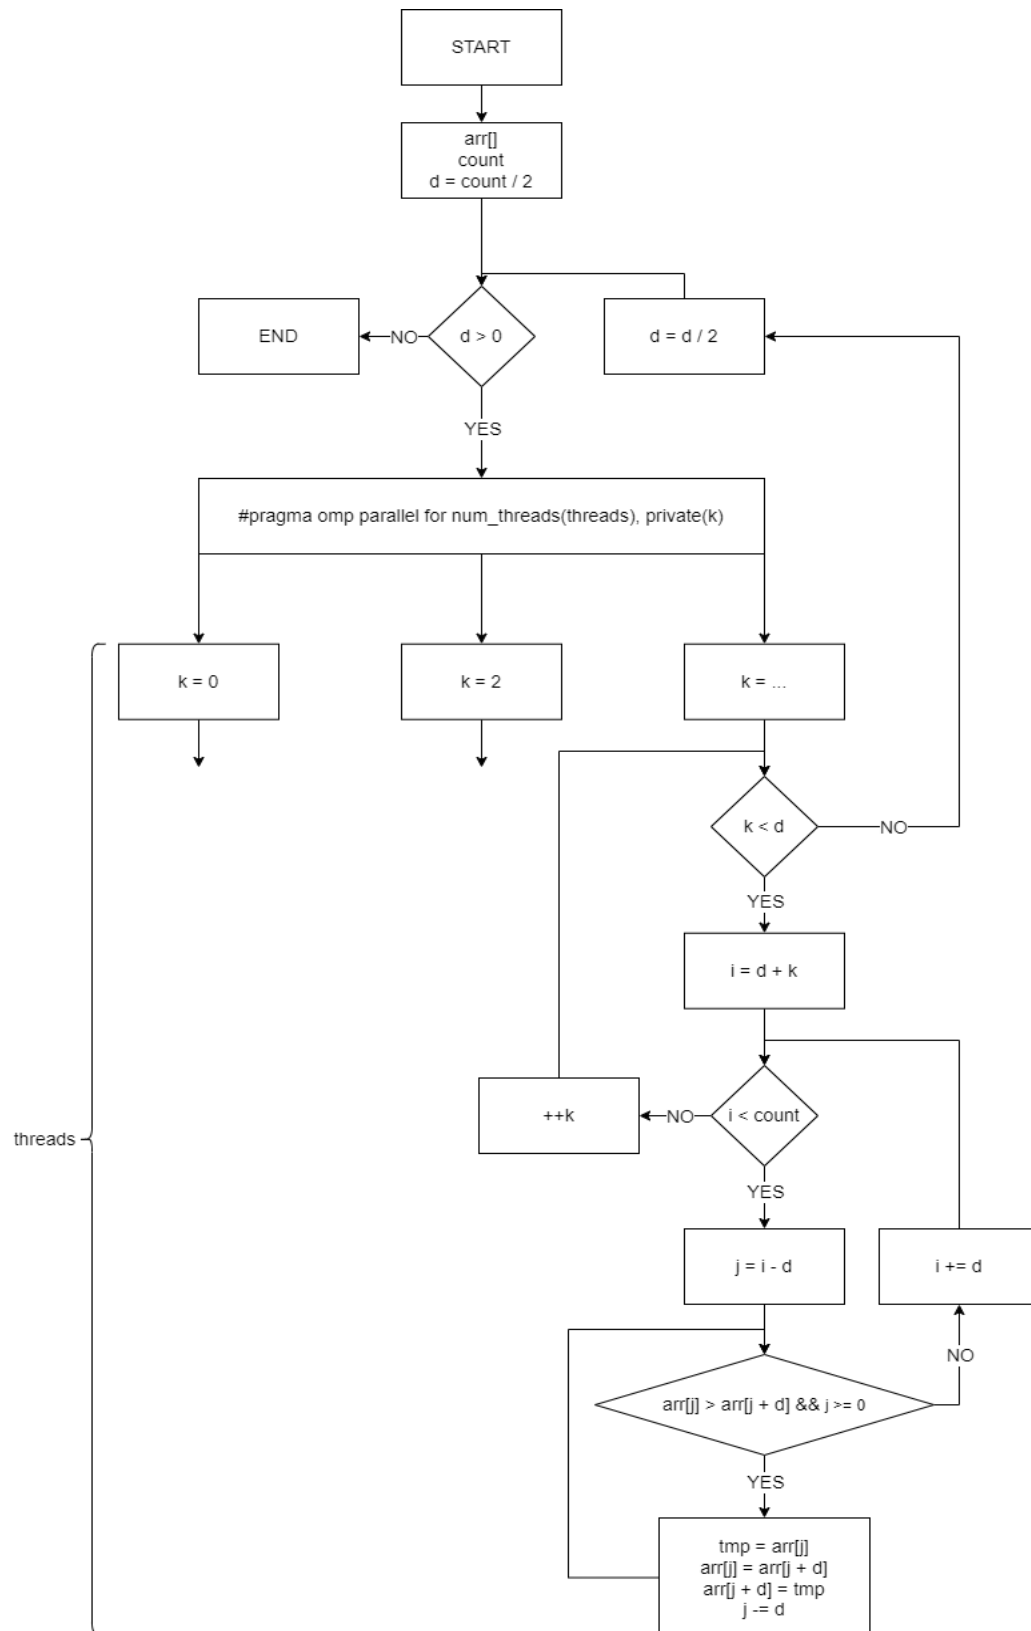 START
arr[]
count
d = count / 2
END
NO
d > 0
d = d / 2
YES
#pragma omp parallel for num_threads(threads), private(k)
k = 0
k = 2
k = ...
k < d
NO
YES
i = d + k
++k
NO
i < count
threads
YES
j = i - d
i += d
NO
arr[j] > arr[j + d] && j >= 0
YES
tmp = arr[j]
arr[j] = arr[j + d]
arr[j + d] = tmp
j -= d